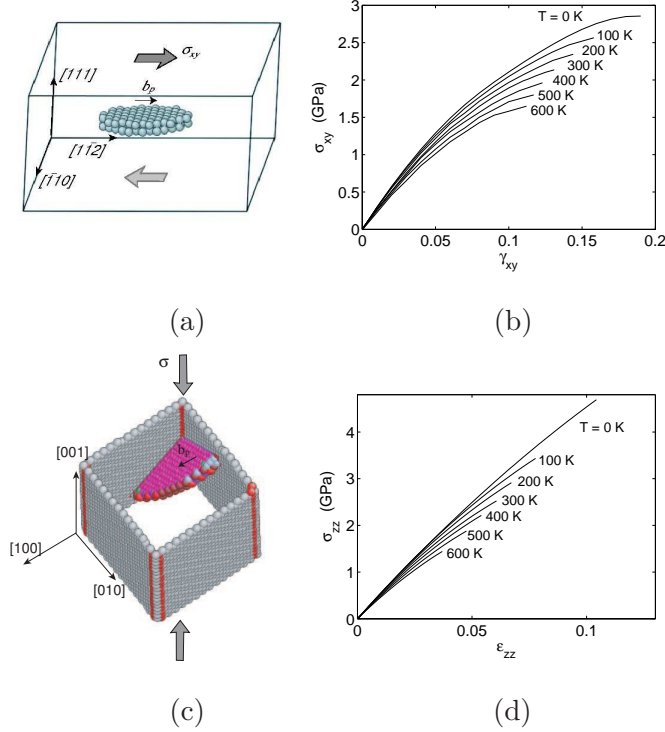 σxy
bp
[111]
[11̄2]
[1̄10]
(a)
3
2.5
2
1.5
1
0.5
0
σxy (GPa)
T = 0 K
100 K
200 K
300 K
400 K
500 K
600 K
0
0.05
0.1
0.15
0.2
γxy
(b)
σ
bp
[001]
[100]
[010]
(c)
4
3
2
1
0
σzz (GPa)
T = 0 K
100 K
200 K
300 K
400 K
500 K
600 K
0
0.05
0.1
εzz
(d)